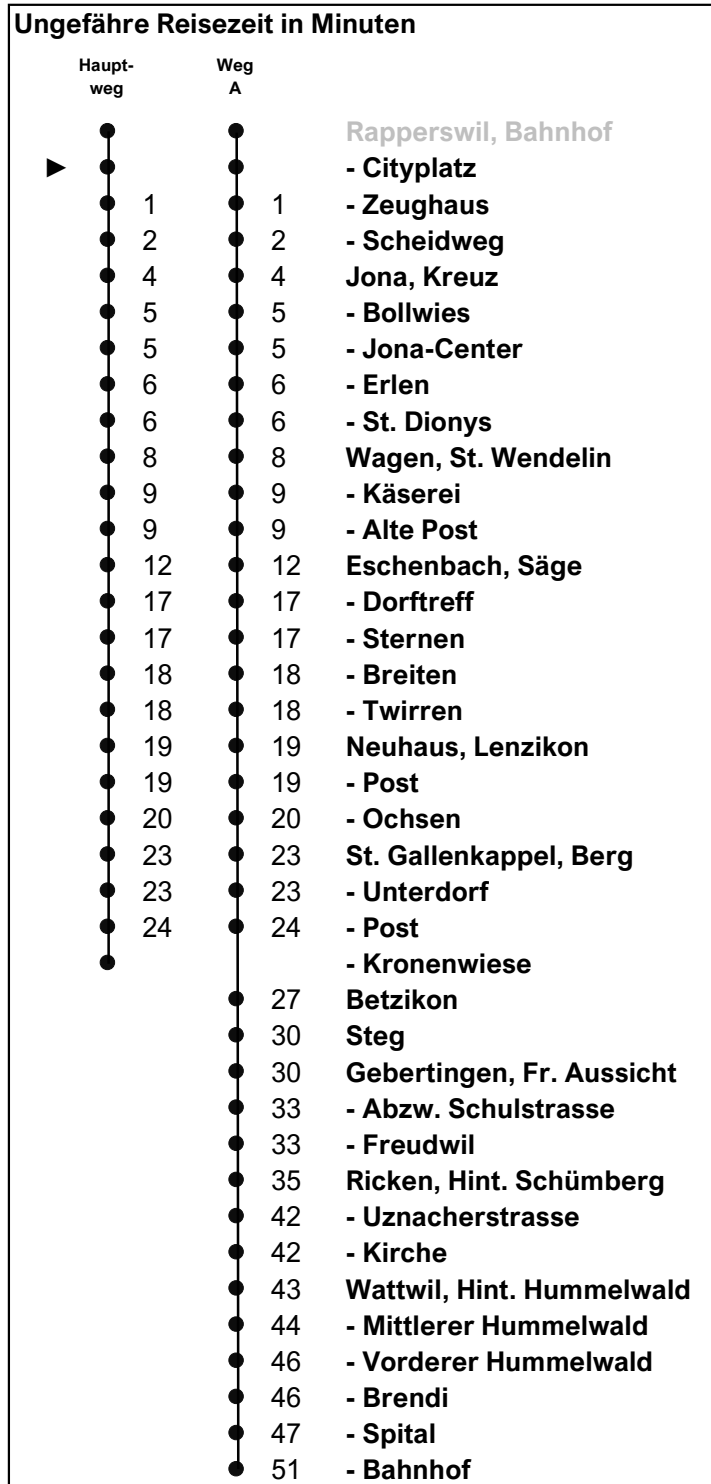 Ungefähre Reisezeit in Minuten
Haupt- Weg
weg A
Rapperswil, Bahnhof
- Cityplatz
1 1 - Zeughaus
2 2 - Scheidweg
4 4 Jona, Kreuz
5 5 - Bollwies
5 5 - Jona-Center
6 6 - Erlen
6 6 - St. Dionys
8 8 Wagen, St. Wendelin
9 9 - Käserei
9 9 - Alte Post
12 12 Eschenbach, Säge
17 17 - Dorftreff
17 17 - Sternen
18 18 - Breiten
18 18 - Twirren
19 19 Neuhaus, Lenzikon
19 19 - Post
20 20 - Ochsen
23 23 St. Gallenkappel, Berg
23 23 - Unterdorf
24 24 - Post
- Kronenwiese
27 Betzikon
30 Steg
30 Gebertingen, Fr. Aussicht
33 - Abzw. Schulstrasse
33 - Freudwil
35 Ricken, Hint. Schümberg
42 - Uznacherstrasse
42 - Kirche
43 Wattwil, Hint. Hummelwald
44 - Mittlerer Hummelwald
46 - Vorderer Hummelwald
46 - Brendi
47 - Spital
51 - Bahnhof